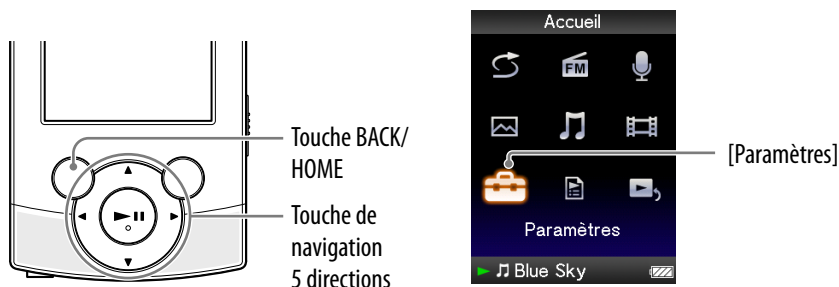 Touche BACK/
HOME
Touche de
navigation
5 directions
Accueil
FM
Paramètres
Blue Sky
[Paramètres]